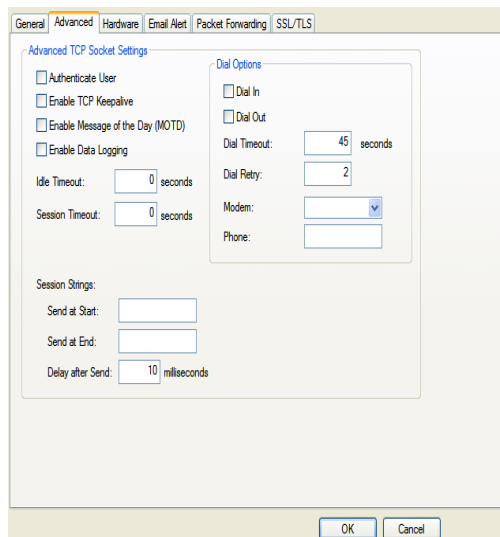 General Advanced Hardware Email Alert Packet Forwarding SSL/TLS
Advanced TCP Socket Settings
Authenticate User
Enable TCP Keepalive
Enable Message of the Day (MOTD)
Enable Data Logging
Idle Timeout: 0 seconds
Session Timeout: 0 seconds
Dial Options
Dial In
Dial Out
Dial Timeout: 45 seconds
Dial Retry: 2
Modem:
Phone:
Session Strings:
Send at Start:
Send at End:
Delay after Send: 10 milliseconds
OK Cancel